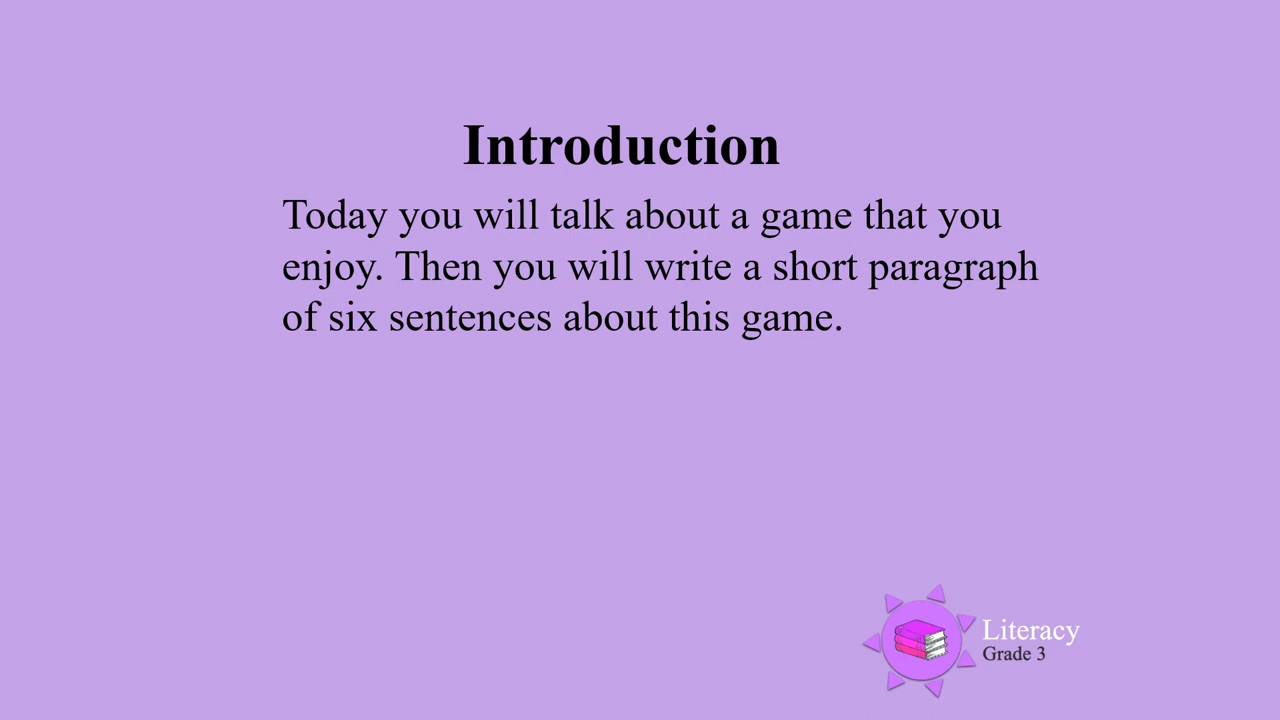 Introduction
Today you will talk about a game that you
enjoy. Then you will write a short paragraph
of six sentences about this game.
Literacy
Grade 3